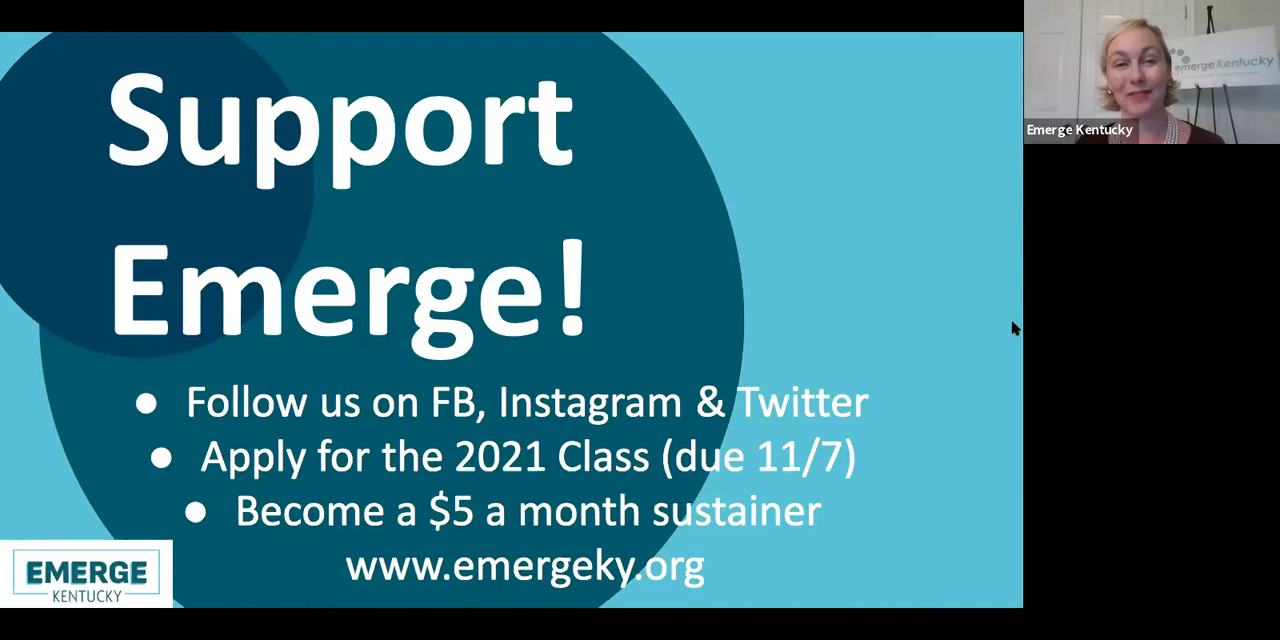 Support
Emerge!
● Follow us on FB, Instagram & Twitter
● Apply for the 2021 Class (due 11/7)
● Become a $5 a month sustainer
www.emergeky.org
EMERGE
KENTUCKY
emergeKentucky
Emerge Kentucky